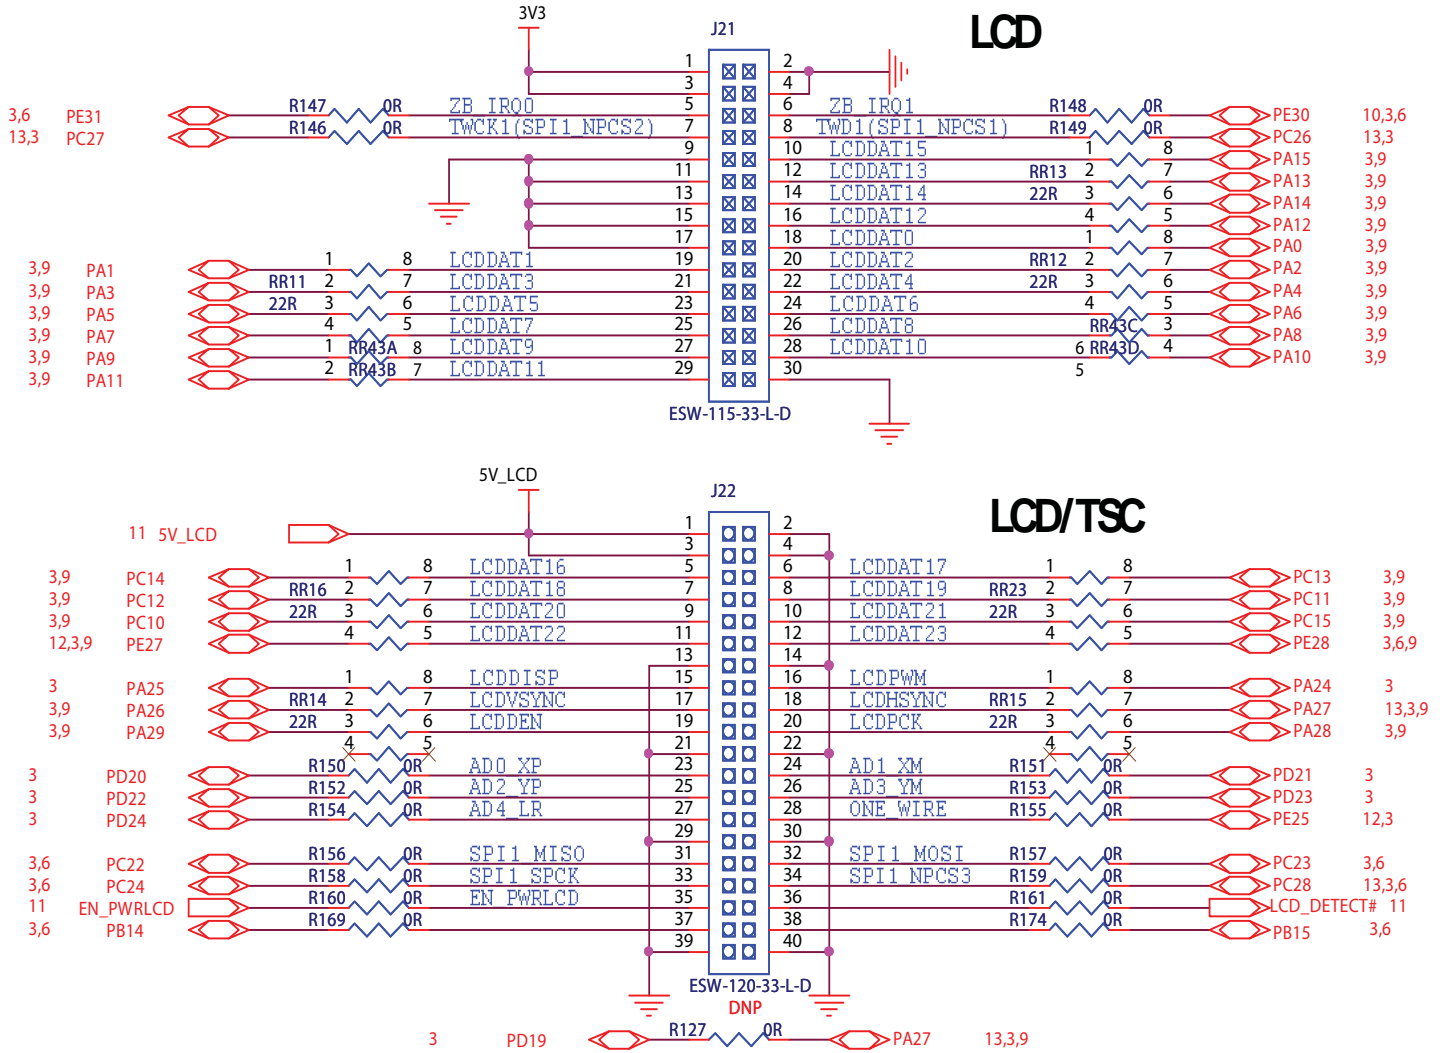 3V3
J21
LCD
1 2
3 4
3,6 PE31 R147 0R ZB_IRQ0 5 6 ZB_IRQ1 R148 0R PE30 10,3,6
13,3 PC27 R146 0R TWCK1(SPI1_NPCS2) 7 8 TWD1(SPI1_NPCS1) R149 0R PC26 13,3
9 10 LCDDAT15 1 8 PA15 3,9
11 12 LCDDAT13 RR13 2 7 PA13 3,9
13 14 LCDDAT14 22R 3 6 PA14 3,9
15 16 LCDDAT12 4 5 PA12 3,9
17 18 LCDDAT0 1 8 PA0 3,9
3,9 PA1 1 8 LCDDAT1 19 20 LCDDAT2 RR12 2 7 PA2 3,9
3,9 PA3 RR11 2 7 LCDDAT3 21 22 LCDDAT4 22R 3 6 PA4 3,9
3,9 PA5 22R 3 6 LCDDAT5 23 24 LCDDAT6 4 5 PA6 3,9
3,9 PA7 4 5 LCDDAT7 25 26 LCDDAT8 RR43C 3 PA8 3,9
3,9 PA9 1 RR43A 8 LCDDAT9 27 28 LCDDAT10 6 RR43D 4 PA10 3,9
3,9 PA11 2 RR43B 7 LCDDAT11 29 30 5
ESW-115-33-L-D
5V_LCD
J22
LCD/TSC
11 5V_LCD 1 2
3 4
3,9 PC14 1 8 LCDDAT16 5 6 LCDDAT17 1 8 PC13 3,9
3,9 PC12 RR16 2 7 LCDDAT18 7 8 LCDDAT19 RR23 2 7 PC11 3,9
3,9 PC10 22R 3 6 LCDDAT20 9 10 LCDDAT21 22R 3 6 PC15 3,9
12,3,9 PE27 4 5 LCDDAT22 11 12 LCDDAT23 4 5 PE28 3,6,9
13 14
3 PA25 1 8 LCDDISP 15 16 LCDPWM 1 8 PA24 3
3,9 PA26 RR14 2 7 LCDVSYNC 17 18 LCDHSYNC RR15 2 7 PA27 13,3,9
3,9 PA29 22R 3 6 LCDDEN 19 20 LCDPCK 22R 3 6 PA28 3,9
4 5 21 22 4 5
3 PD20 R150 0R AD0_XP 23 24 AD1_XM R151 0R PD21 3
3 PD22 R152 0R AD2_YP 25 26 AD3_YM R153 0R PD23 3
3 PD24 R154 0R AD4_LR 27 28 ONE_WIRE R155 0R PE25 12,3
29 30
3,6 PC22 R156 0R SPI1_MISO 31 32 SPI1_MOSI R157 0R PC23 3,6
3,6 PC24 R158 0R SPI1_SPCK 33 34 SPI1_NPCS3 R159 0R PC28 13,3,6
11 EN_PWRLCD R160 0R EN_PWRLCD 35 36 R161 0R LCD_DETECT# 11
3,6 PB14 R169 0R 37 38 R174 0R PB15 3,6
39 40
ESW-120-33-L-D
DNP
3 PD19 R127 0R PA27 13,3,9